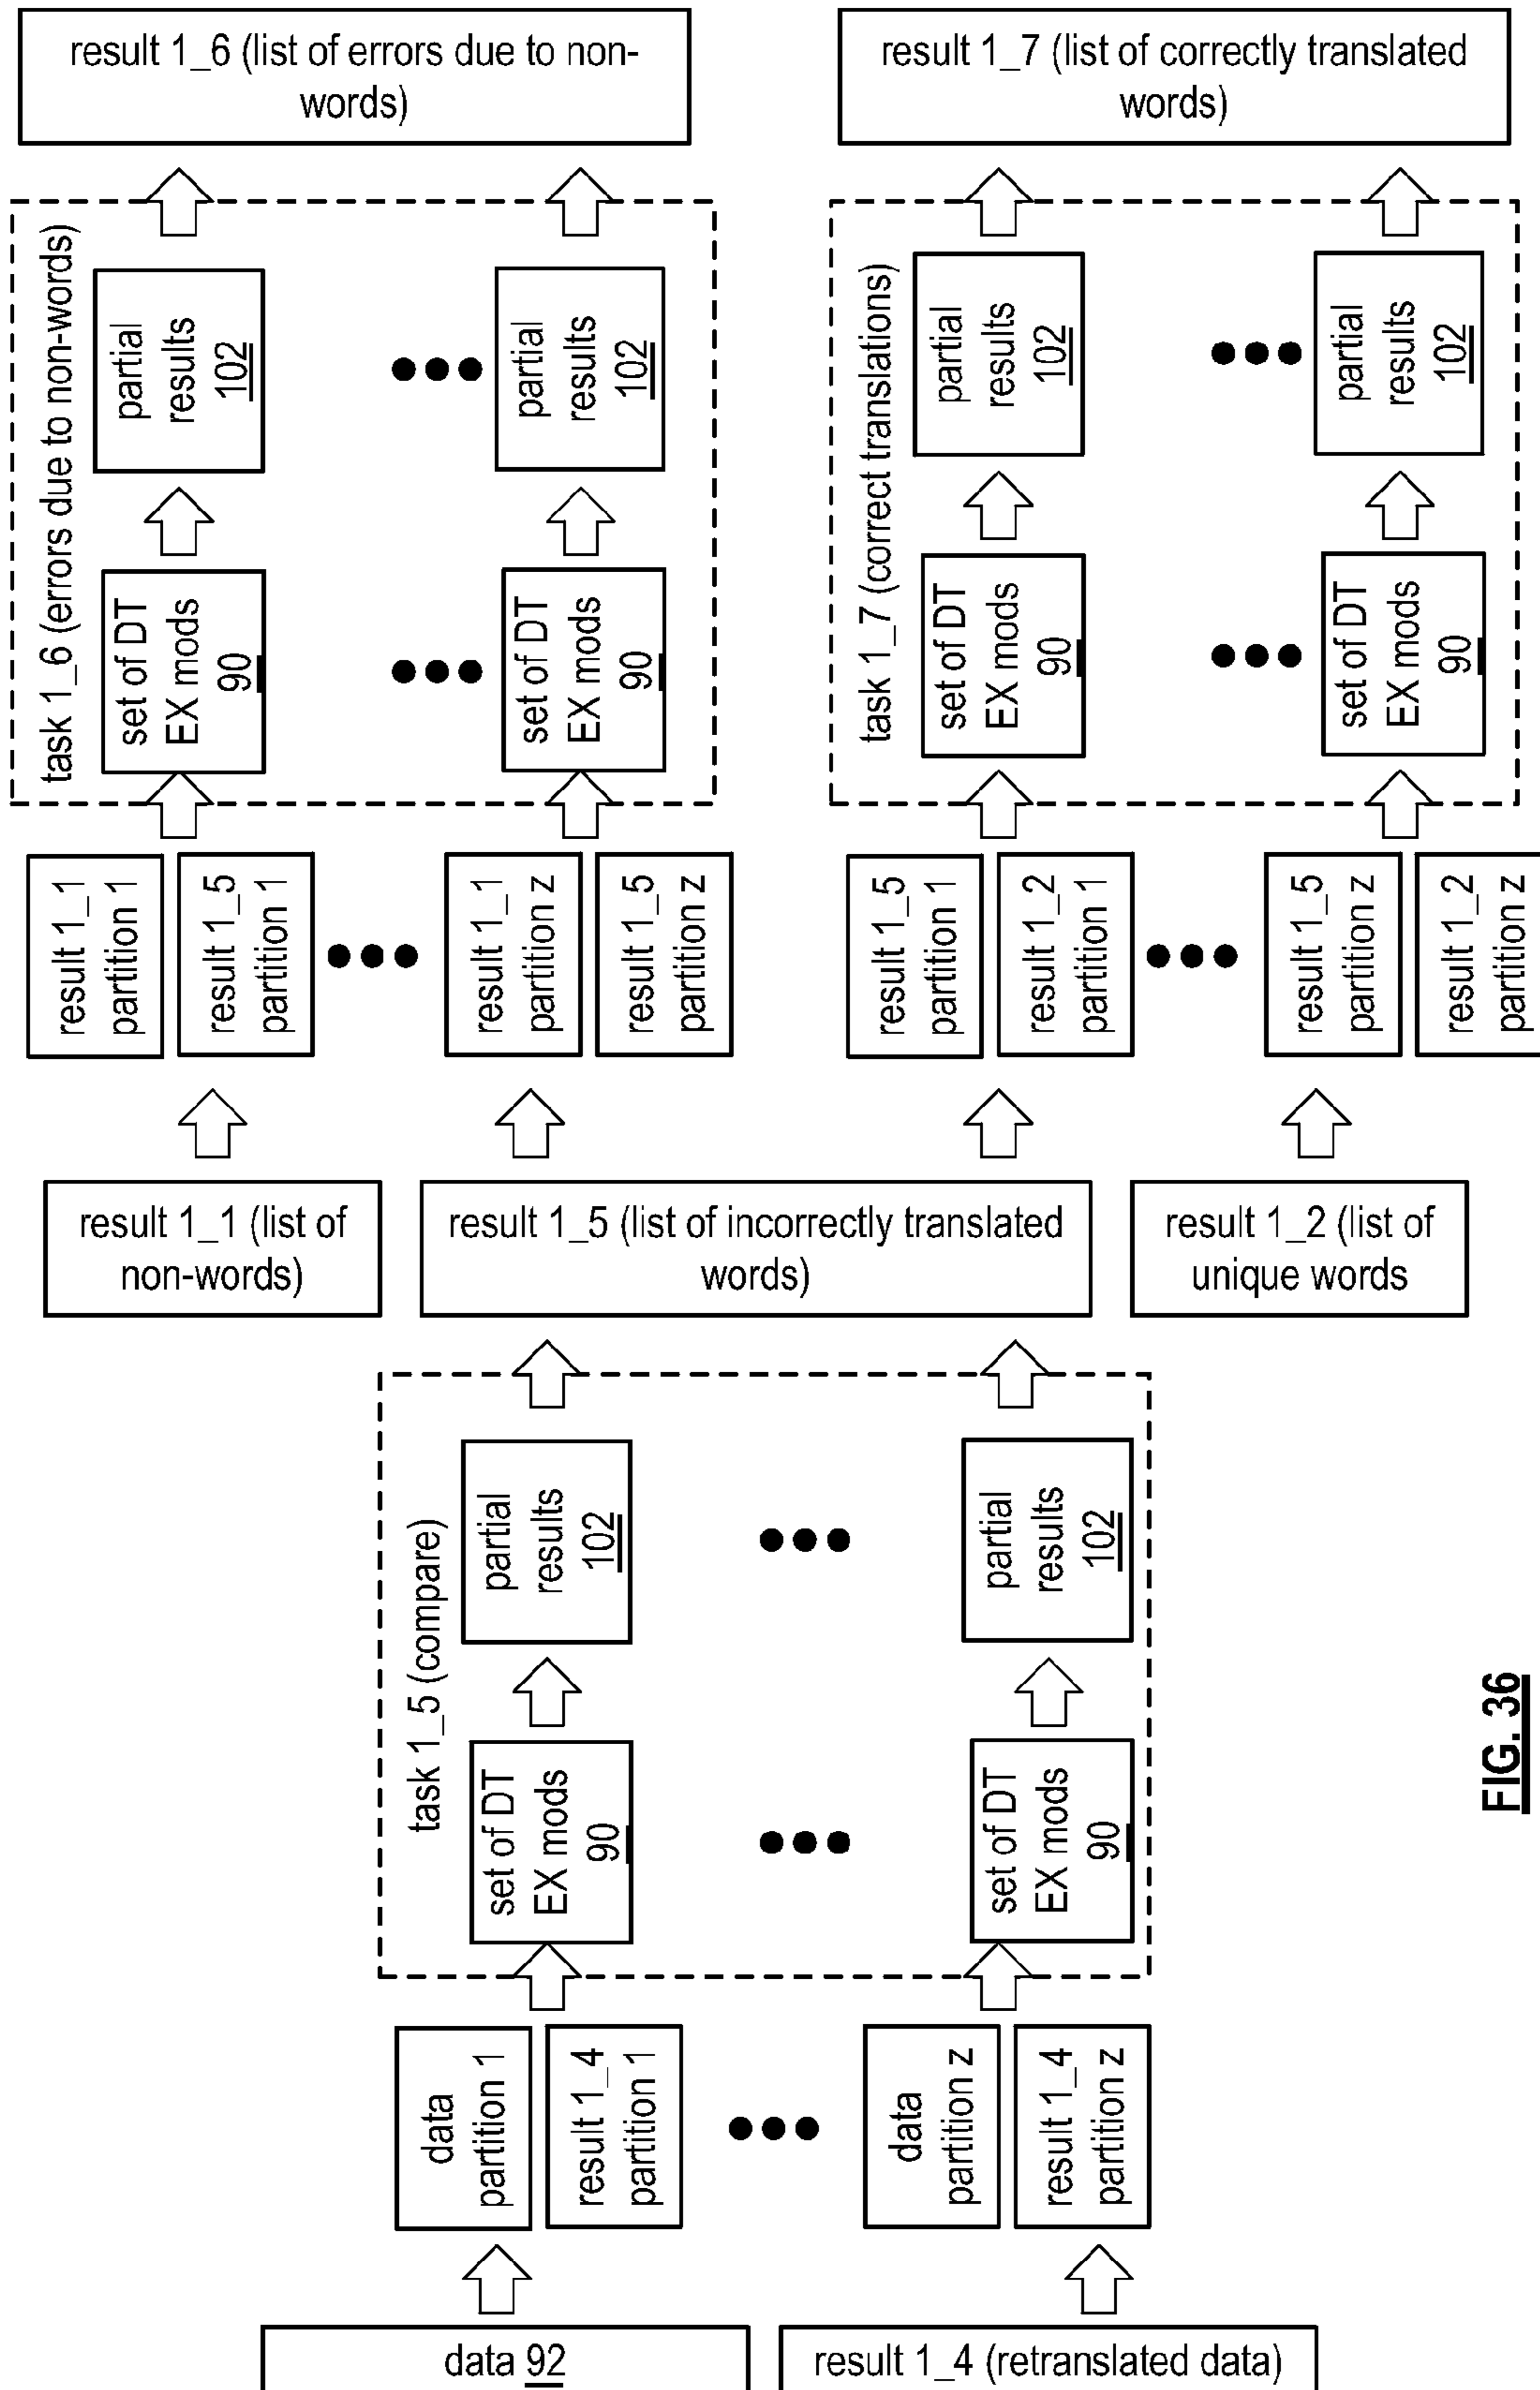 data 92
result 1_4 (retranslated data)
data
partition 1
result 1_4
partition 1
data
partition z
result 1_4
partition z
task 1_5 (compare)
set of DT
EX mods
90
partial
results
102
set of DT
EX mods
90
partial
results
102
result 1_1 (list of
non-words)
result 1_5 (list of incorrectly translated
words)
result 1_2 (list of
unique words
result 1_1
partition 1
result 1_5
partition 1
result 1_1
partition z
result 1_5
partition z
task 1_6 (errors due to non-words)
set of DT
EX mods
90
partial
results
102
set of DT
EX mods
90
partial
results
102
result 1_6 (list of errors due to non-
words)
result 1_5
partition 1
result 1_2
partition 1
result 1_5
partition z
result 1_2
partition z
task 1_7 (correct translations)
set of DT
EX mods
90
partial
results
102
set of DT
EX mods
90
partial
results
102
result 1_7 (list of correctly translated
words)
FIG. 36